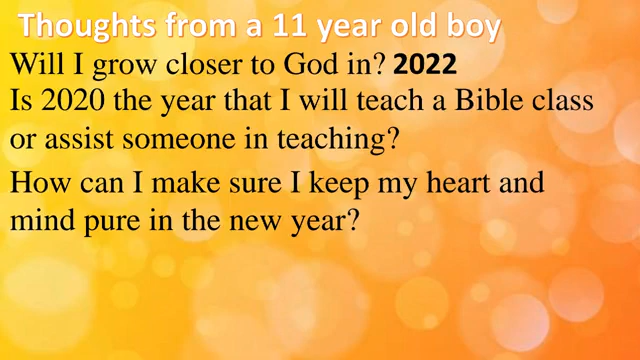 Thoughts from a 11 year old boy
Will I grow closer to God in? 2022
Is 2020 the year that I will teach a Bible class
or assist someone in teaching?
How can I make sure I keep my heart and
mind pure in the new year?